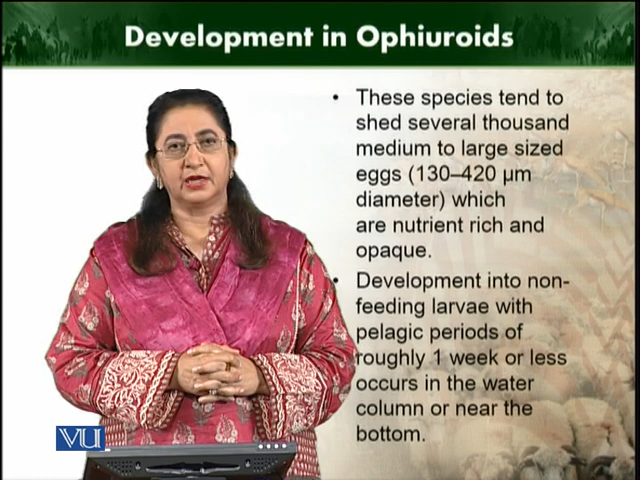 Development in Ophiuroids
• These species tend to
shed several thousand
medium to large sized
eggs (130–420 µm
diameter) which
are nutrient rich and
opaque.
• Development into non-
feeding larvae with
pelagic periods of
roughly 1 week or less
occurs in the water
column or near the
bottom.
VU